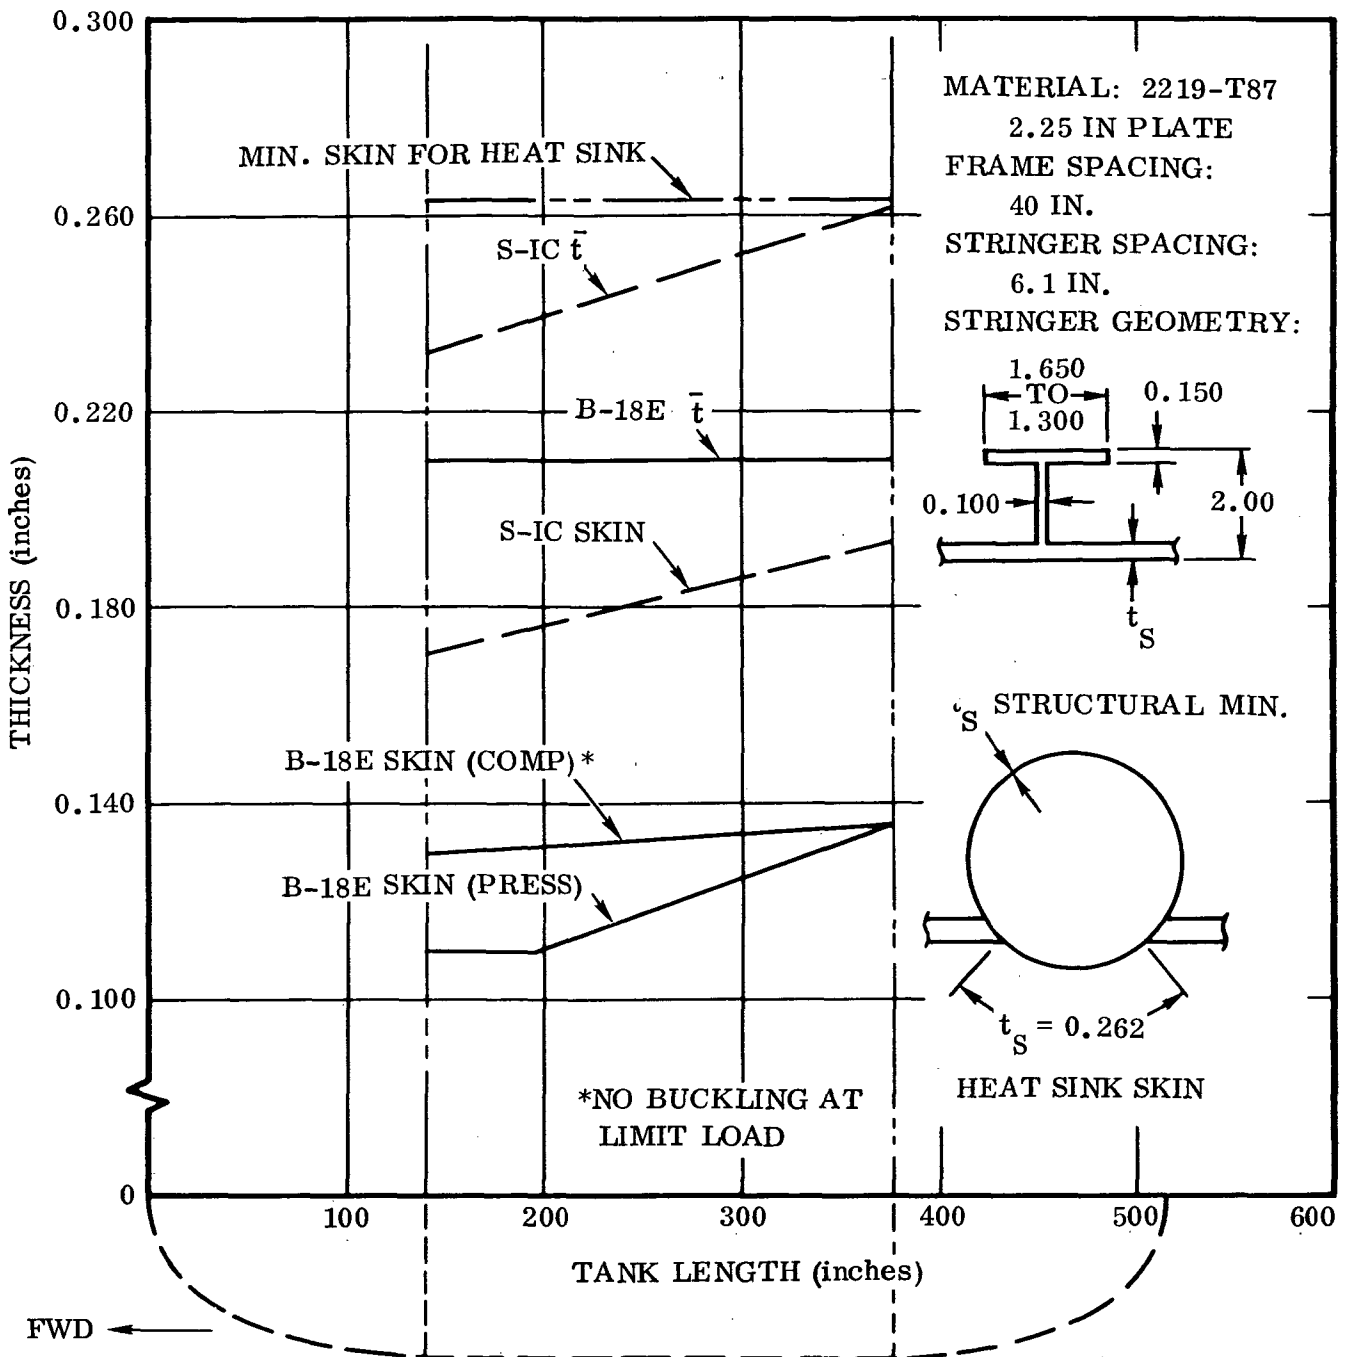 0.300
0.260
0.220
0.180
0.140
0.100
0
THICKNESS (inches)
100
200
300
400
500
600
TANK LENGTH (inches)
FWD
MIN. SKIN FOR HEAT SINK
S-IC t̄
B-18E t̄
S-IC SKIN
B-18E SKIN (COMP)*
B-18E SKIN (PRESS)
*NO BUCKLING AT
LIMIT LOAD
MATERIAL: 2219-T87
2.25 IN PLATE
FRAME SPACING:
40 IN.
STRINGER SPACING:
6.1 IN.
STRINGER GEOMETRY:
1.650
TO
1.300
0.150
0.100
2.00
tS
S STRUCTURAL MIN.
tS = 0.262
HEAT SINK SKIN